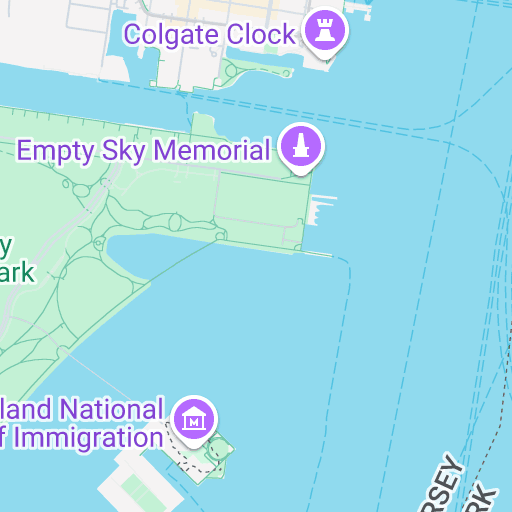 Colgate Clock
Empty Sky Memorial
y
ark
land National
f Immigration
RSEY
RK